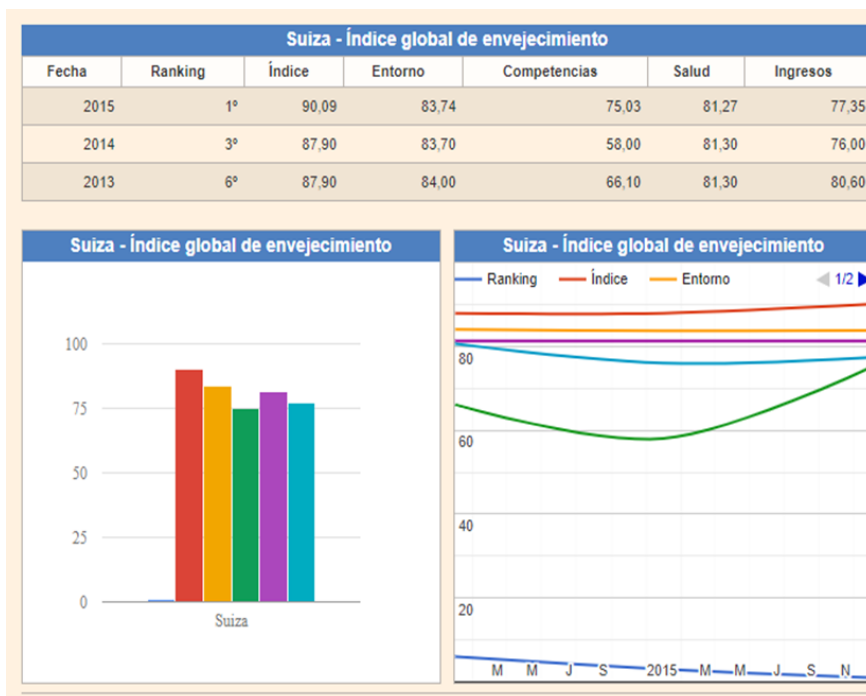 Suiza - Índice global de envejecimiento
Fecha Ranking Índice Entorno Competencias Salud Ingresos
2015 1º 90,09 83,74 75,03 81,27 77,35
2014 3º 87,90 83,70 58,00 81,30 76,00
2013 6º 87,90 84,00 66,10 81,30 80,60
Suiza - Índice global de envejecimiento
100
75
50
25
0
Suiza
Suiza - Índice global de envejecimiento
Ranking Índice Entorno 1/2
80
60
40
20
M M J S 2015 M M J S N